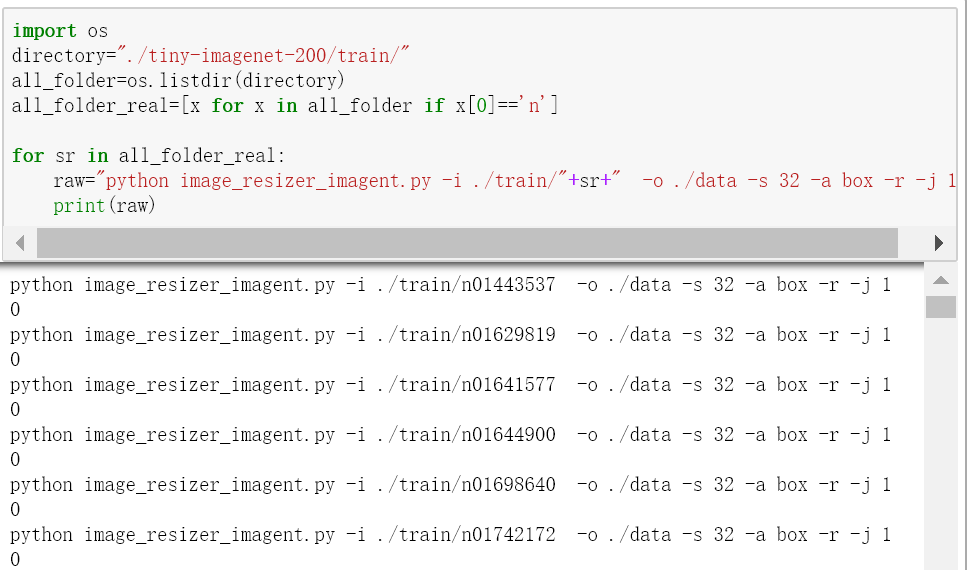 import os
directory="./tiny-imagenet-200/train/"
all_folder=os.listdir(directory)
all_folder_real=[x for x in all_folder if x[0]=='n']
for sr in all_folder_real:
    raw="python image_resizer_imagent.py -i ./train/"+sr+"  -o ./data -s 32 -a box -r -j 1
    print(raw)
python image_resizer_imagent.py -i ./train/n01443537  -o ./data -s 32 -a box -r -j 1
0
python image_resizer_imagent.py -i ./train/n01629819  -o ./data -s 32 -a box -r -j 1
0
python image_resizer_imagent.py -i ./train/n01641577  -o ./data -s 32 -a box -r -j 1
0
python image_resizer_imagent.py -i ./train/n01644900  -o ./data -s 32 -a box -r -j 1
0
python image_resizer_imagent.py -i ./train/n01698640  -o ./data -s 32 -a box -r -j 1
0
python image_resizer_imagent.py -i ./train/n01742172  -o ./data -s 32 -a box -r -j 1
0